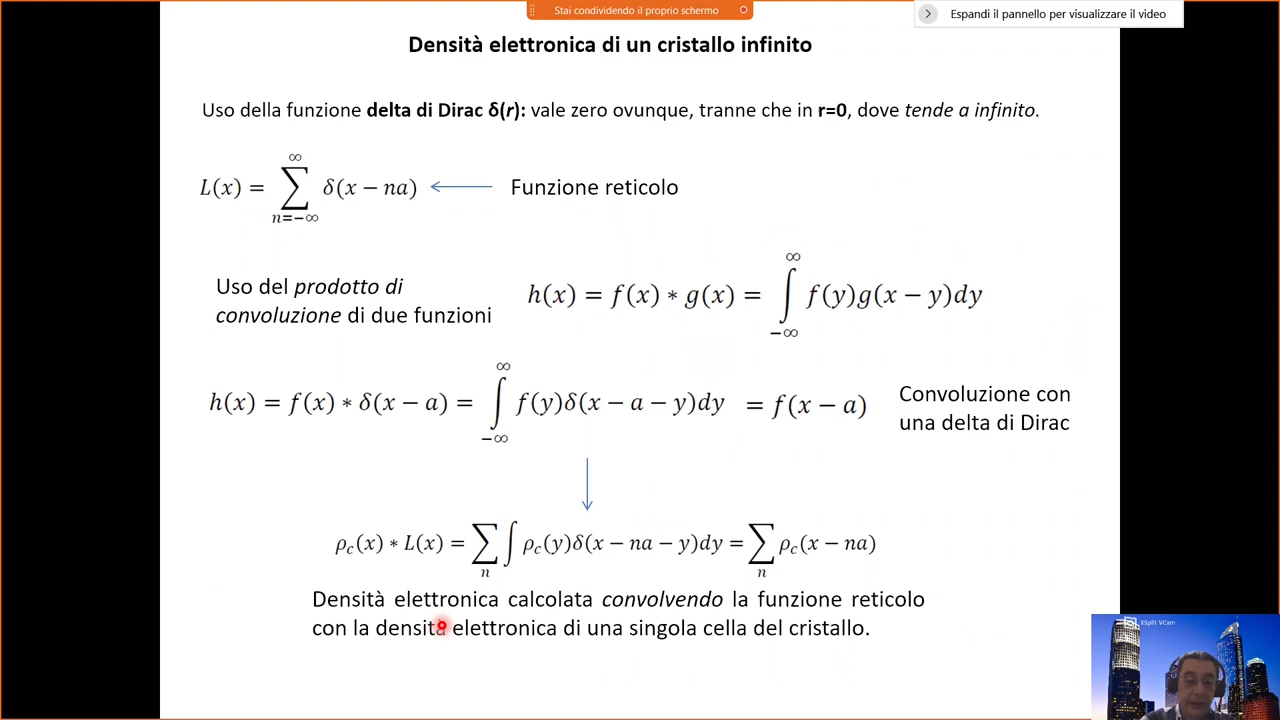 Stai condividendo il proprio schermo
Espandi il pannello per visualizzare il video
Densità elettronica di un cristallo infinito
Uso della funzione delta di Dirac δ(r): vale zero ovunque, tranne che in r=0, dove tende a infinito.
L(x) = ∑_{n=−∞}^{∞} δ(x − na)
Funzione reticolo
Uso del prodotto di
convoluzione di due funzioni
h(x) = f(x) ∗ g(x) = ∫_{−∞}^{∞} f(y)g(x − y)dy
h(x) = f(x) ∗ δ(x − a) = ∫_{−∞}^{∞} f(y)δ(x − a − y)dy = f(x − a)
Convoluzione con
una delta di Dirac
ρ_c(x) ∗ L(x) = ∑_n ∫ ρ_c(y)δ(x − na − y)dy = ∑_n ρ_c(x − na)
Densità elettronica calcolata convolvendo la funzione reticolo
con la densità elettronica di una singola cella del cristallo.
XSplit VCam